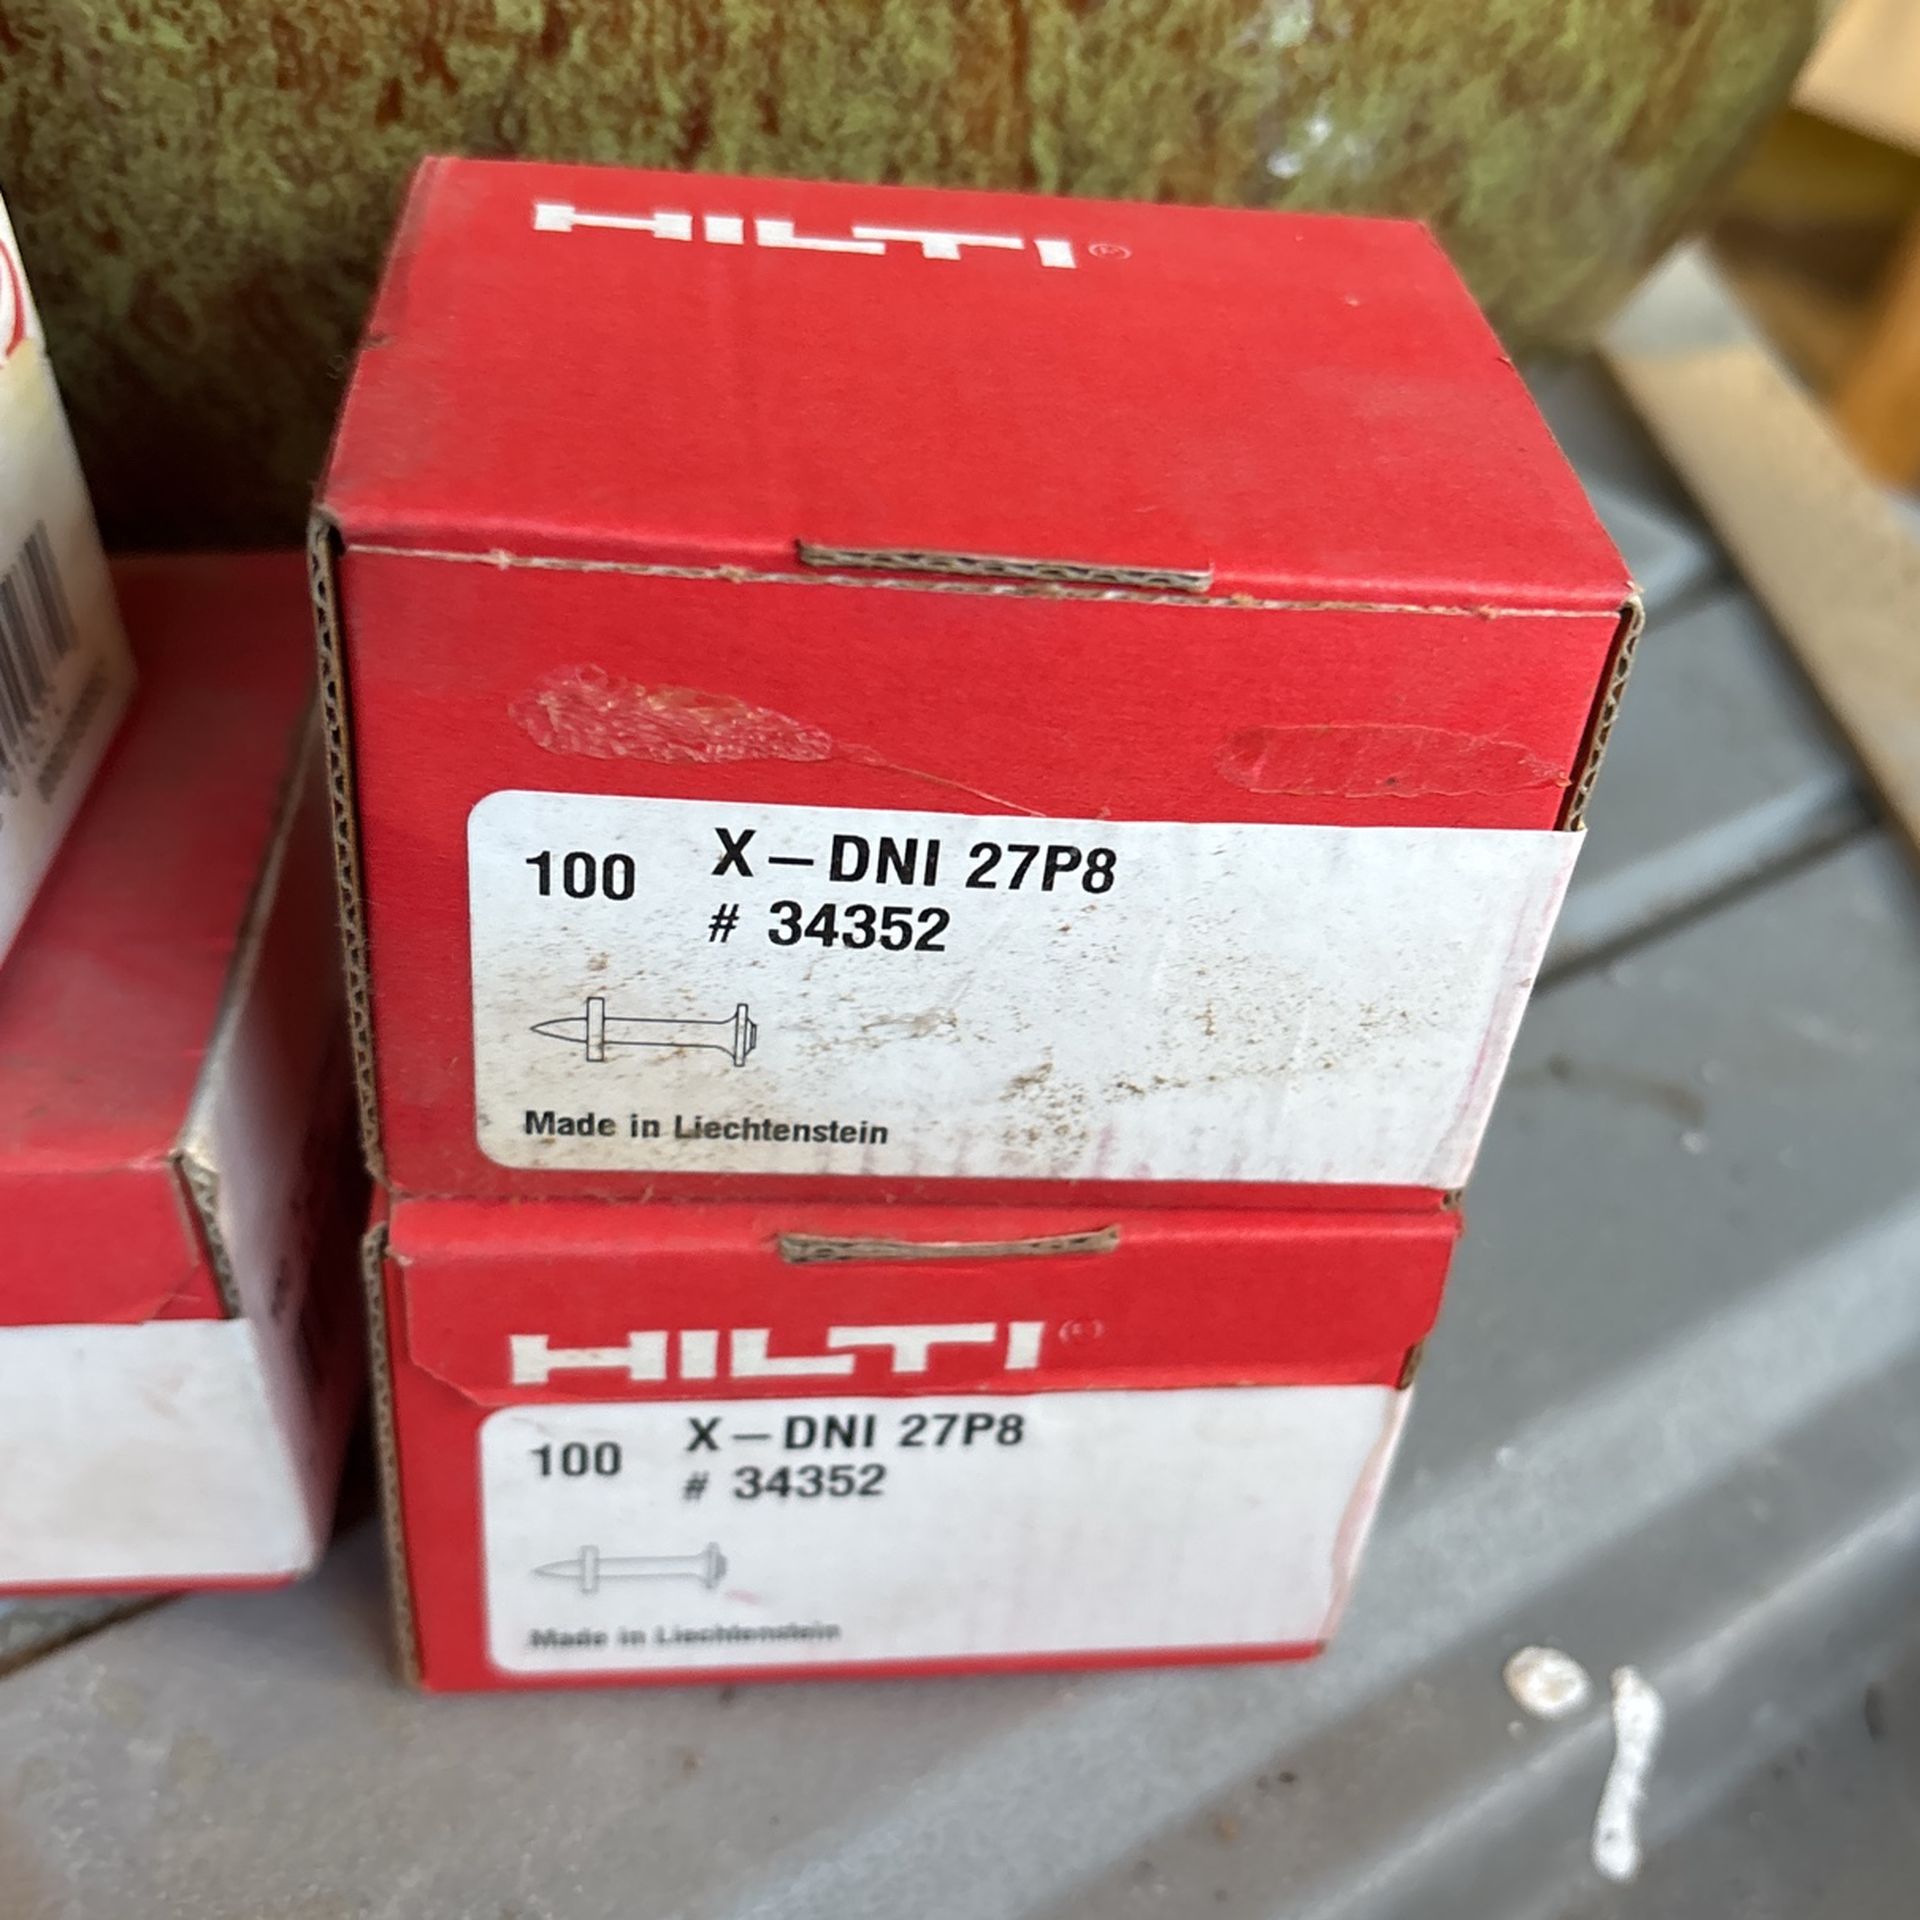 HILTI ®
100 X–DNI 27P8
# 34352
Made in Liechtenstein
HILTI ®
100 X–DNI 27P8
# 34352
Made in Liechtenstein